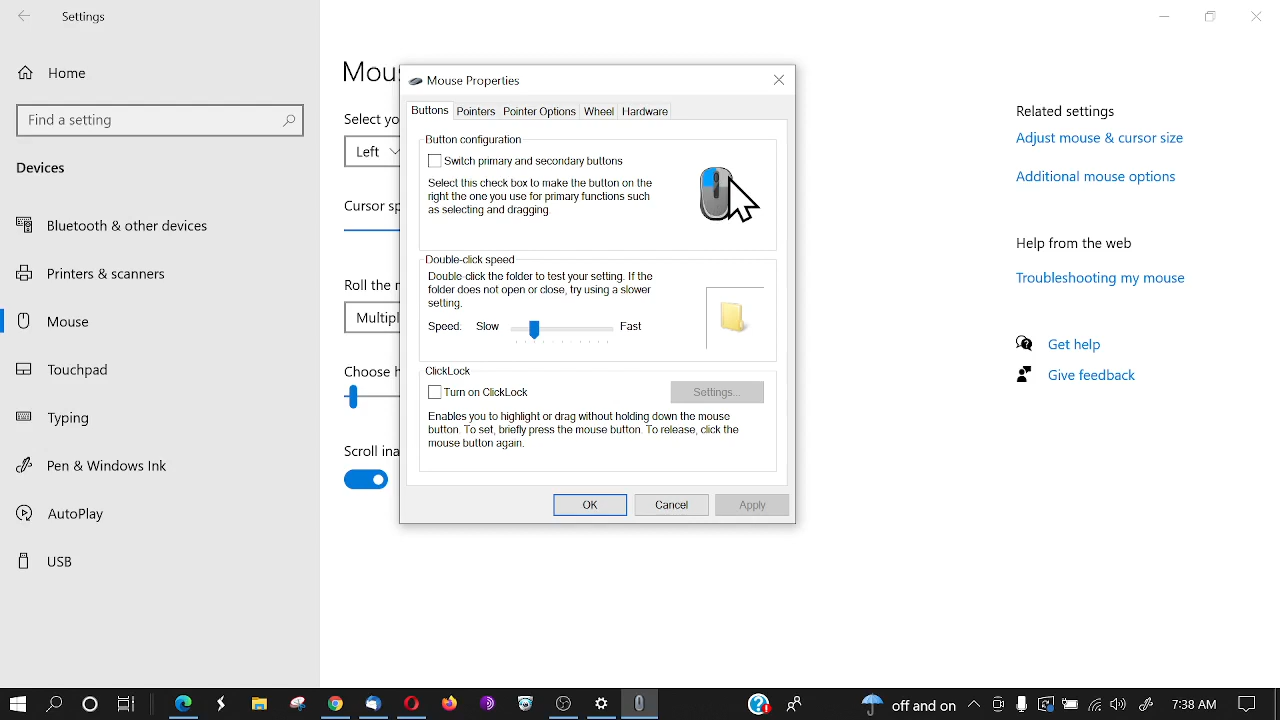 Settings
Home
Find a setting
Devices
Bluetooth & other devices
Printers & scanners
Mouse
Touchpad
Typing
Pen & Windows Ink
AutoPlay
USB
Mou
Select yo
Left
Cursor sp
Roll the m
Multipl
Choose h
Scroll ina
Mouse Properties
Buttons Pointers Pointer Options Wheel Hardware
Button configuration
Switch primary and secondary buttons
Select this check box to make the button on the
right the one you use for primary functions such
as selecting and dragging.
Double-click speed
Double-click the folder to test your setting. If the
folder does not open or close, try using a slower
setting.
Speed: Slow Fast
ClickLock
Turn on ClickLock
Settings...
Enables you to highlight or drag without holding down the mouse
button. To set, briefly press the mouse button. To release, click the
mouse button again.
OK Cancel Apply
Related settings
Adjust mouse & cursor size
Additional mouse options
Help from the web
Troubleshooting my mouse
Get help
Give feedback
off and on 7:38 AM